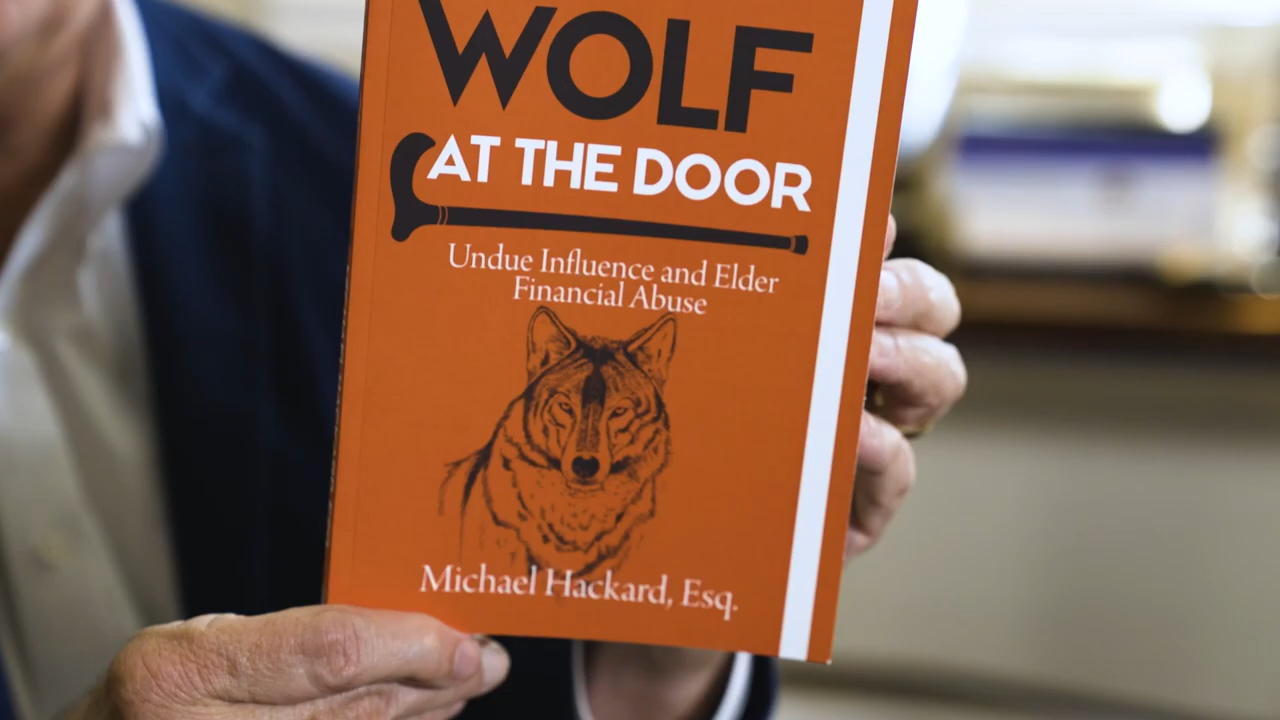 WOLF
AT THE DOOR
Undue Influence and Elder
Financial Abuse
Michael Hackard, Esq.